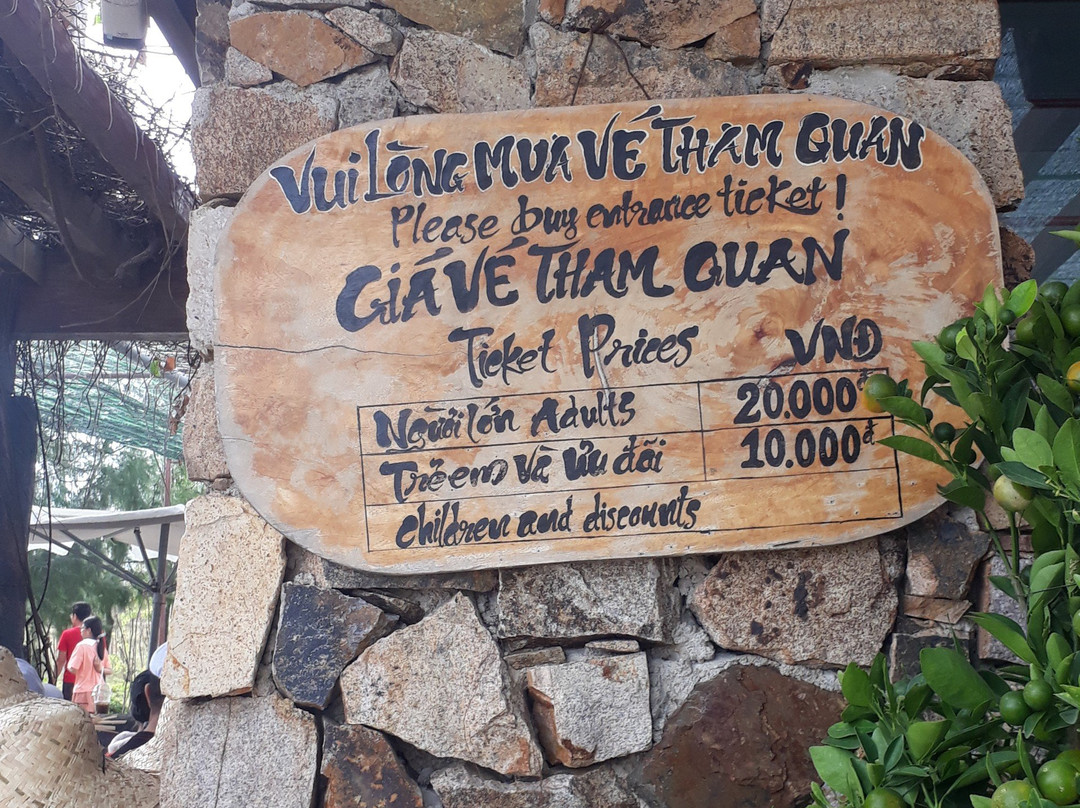 VUI LÒNG MUA VÉ THAM QUAN
Please buy entrance ticket!
GIÁ VÉ THAM QUAN
Ticket Prices VNĐ
Người lớn Adults 20.000đ
Trẻ em và ưu đãi 10.000đ
children and discounts